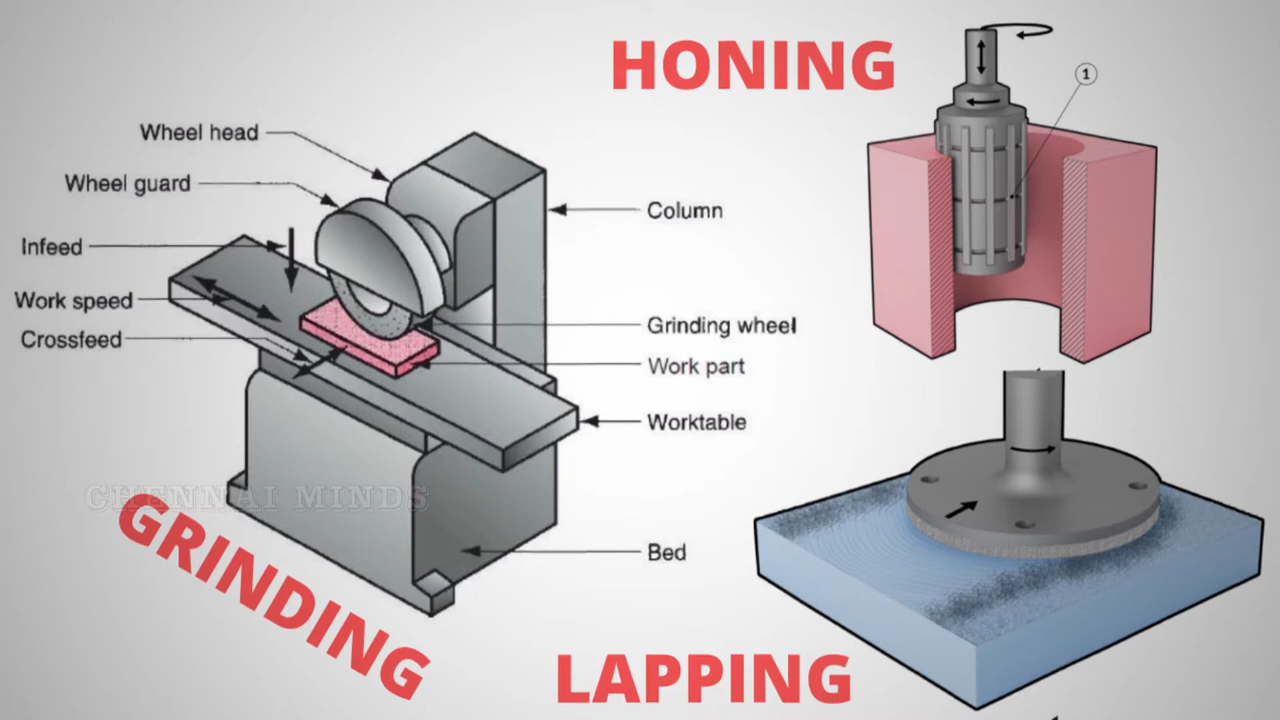 HONING
1
Wheel head
Wheel guard
Column
Infeed
Work speed
Crossfeed
Grinding wheel
Work part
Worktable
CHENNAI MINDS
GRINDING
Bed
LAPPING